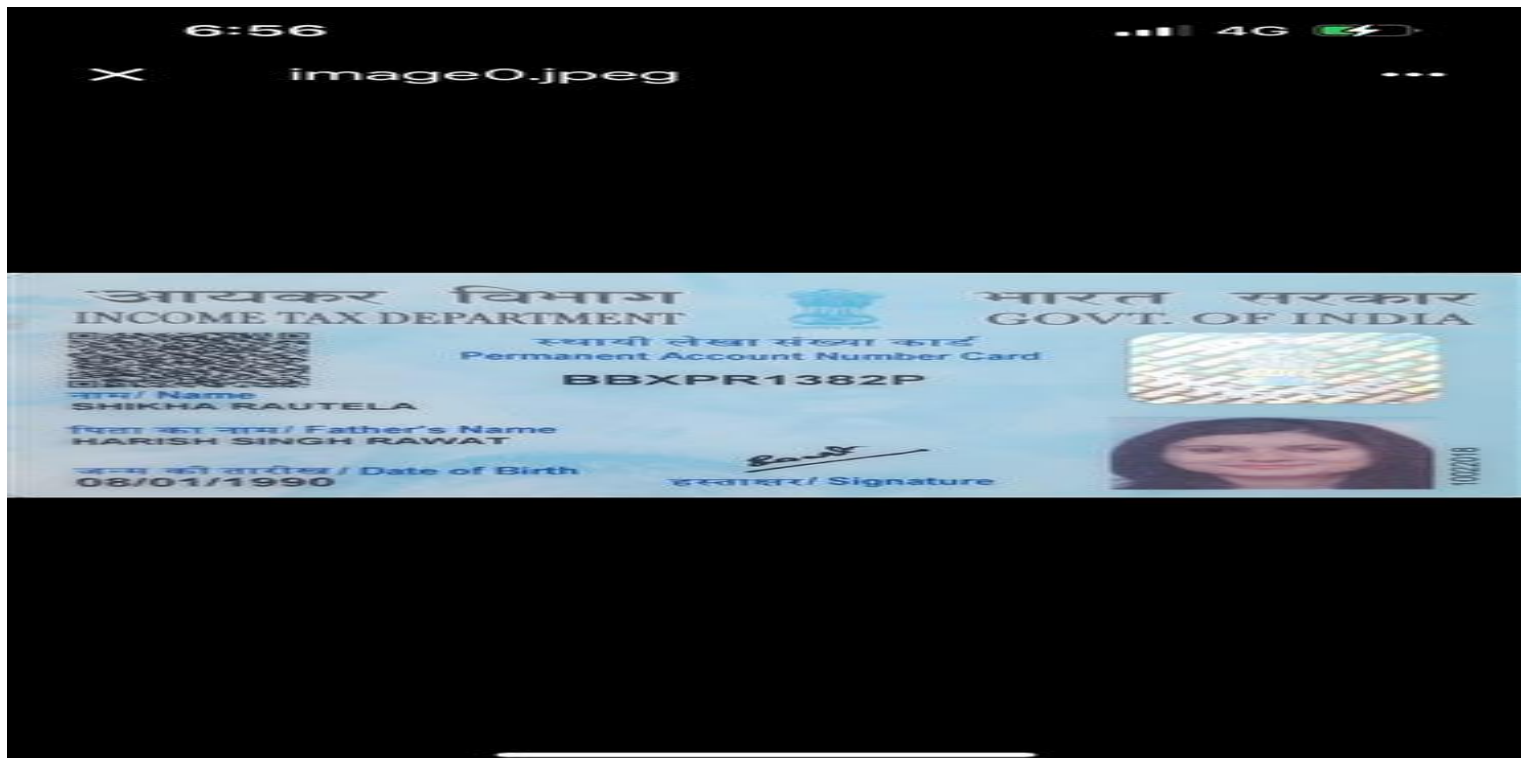 6:56
4G
image0.jpeg
आयकर विभाग
INCOME TAX DEPARTMENT
भारत सरकार
GOVT. OF INDIA
स्थायी लेखा संख्या कार्ड
Permanent Account Number Card
BBXPR1382P
नाम / Name
SHIKHA RAUTELA
पिता का नाम / Father's Name
HARISH SINGH RAWAT
जन्म की तारीख / Date of Birth
08/01/1990
हस्ताक्षर / Signature
10022018